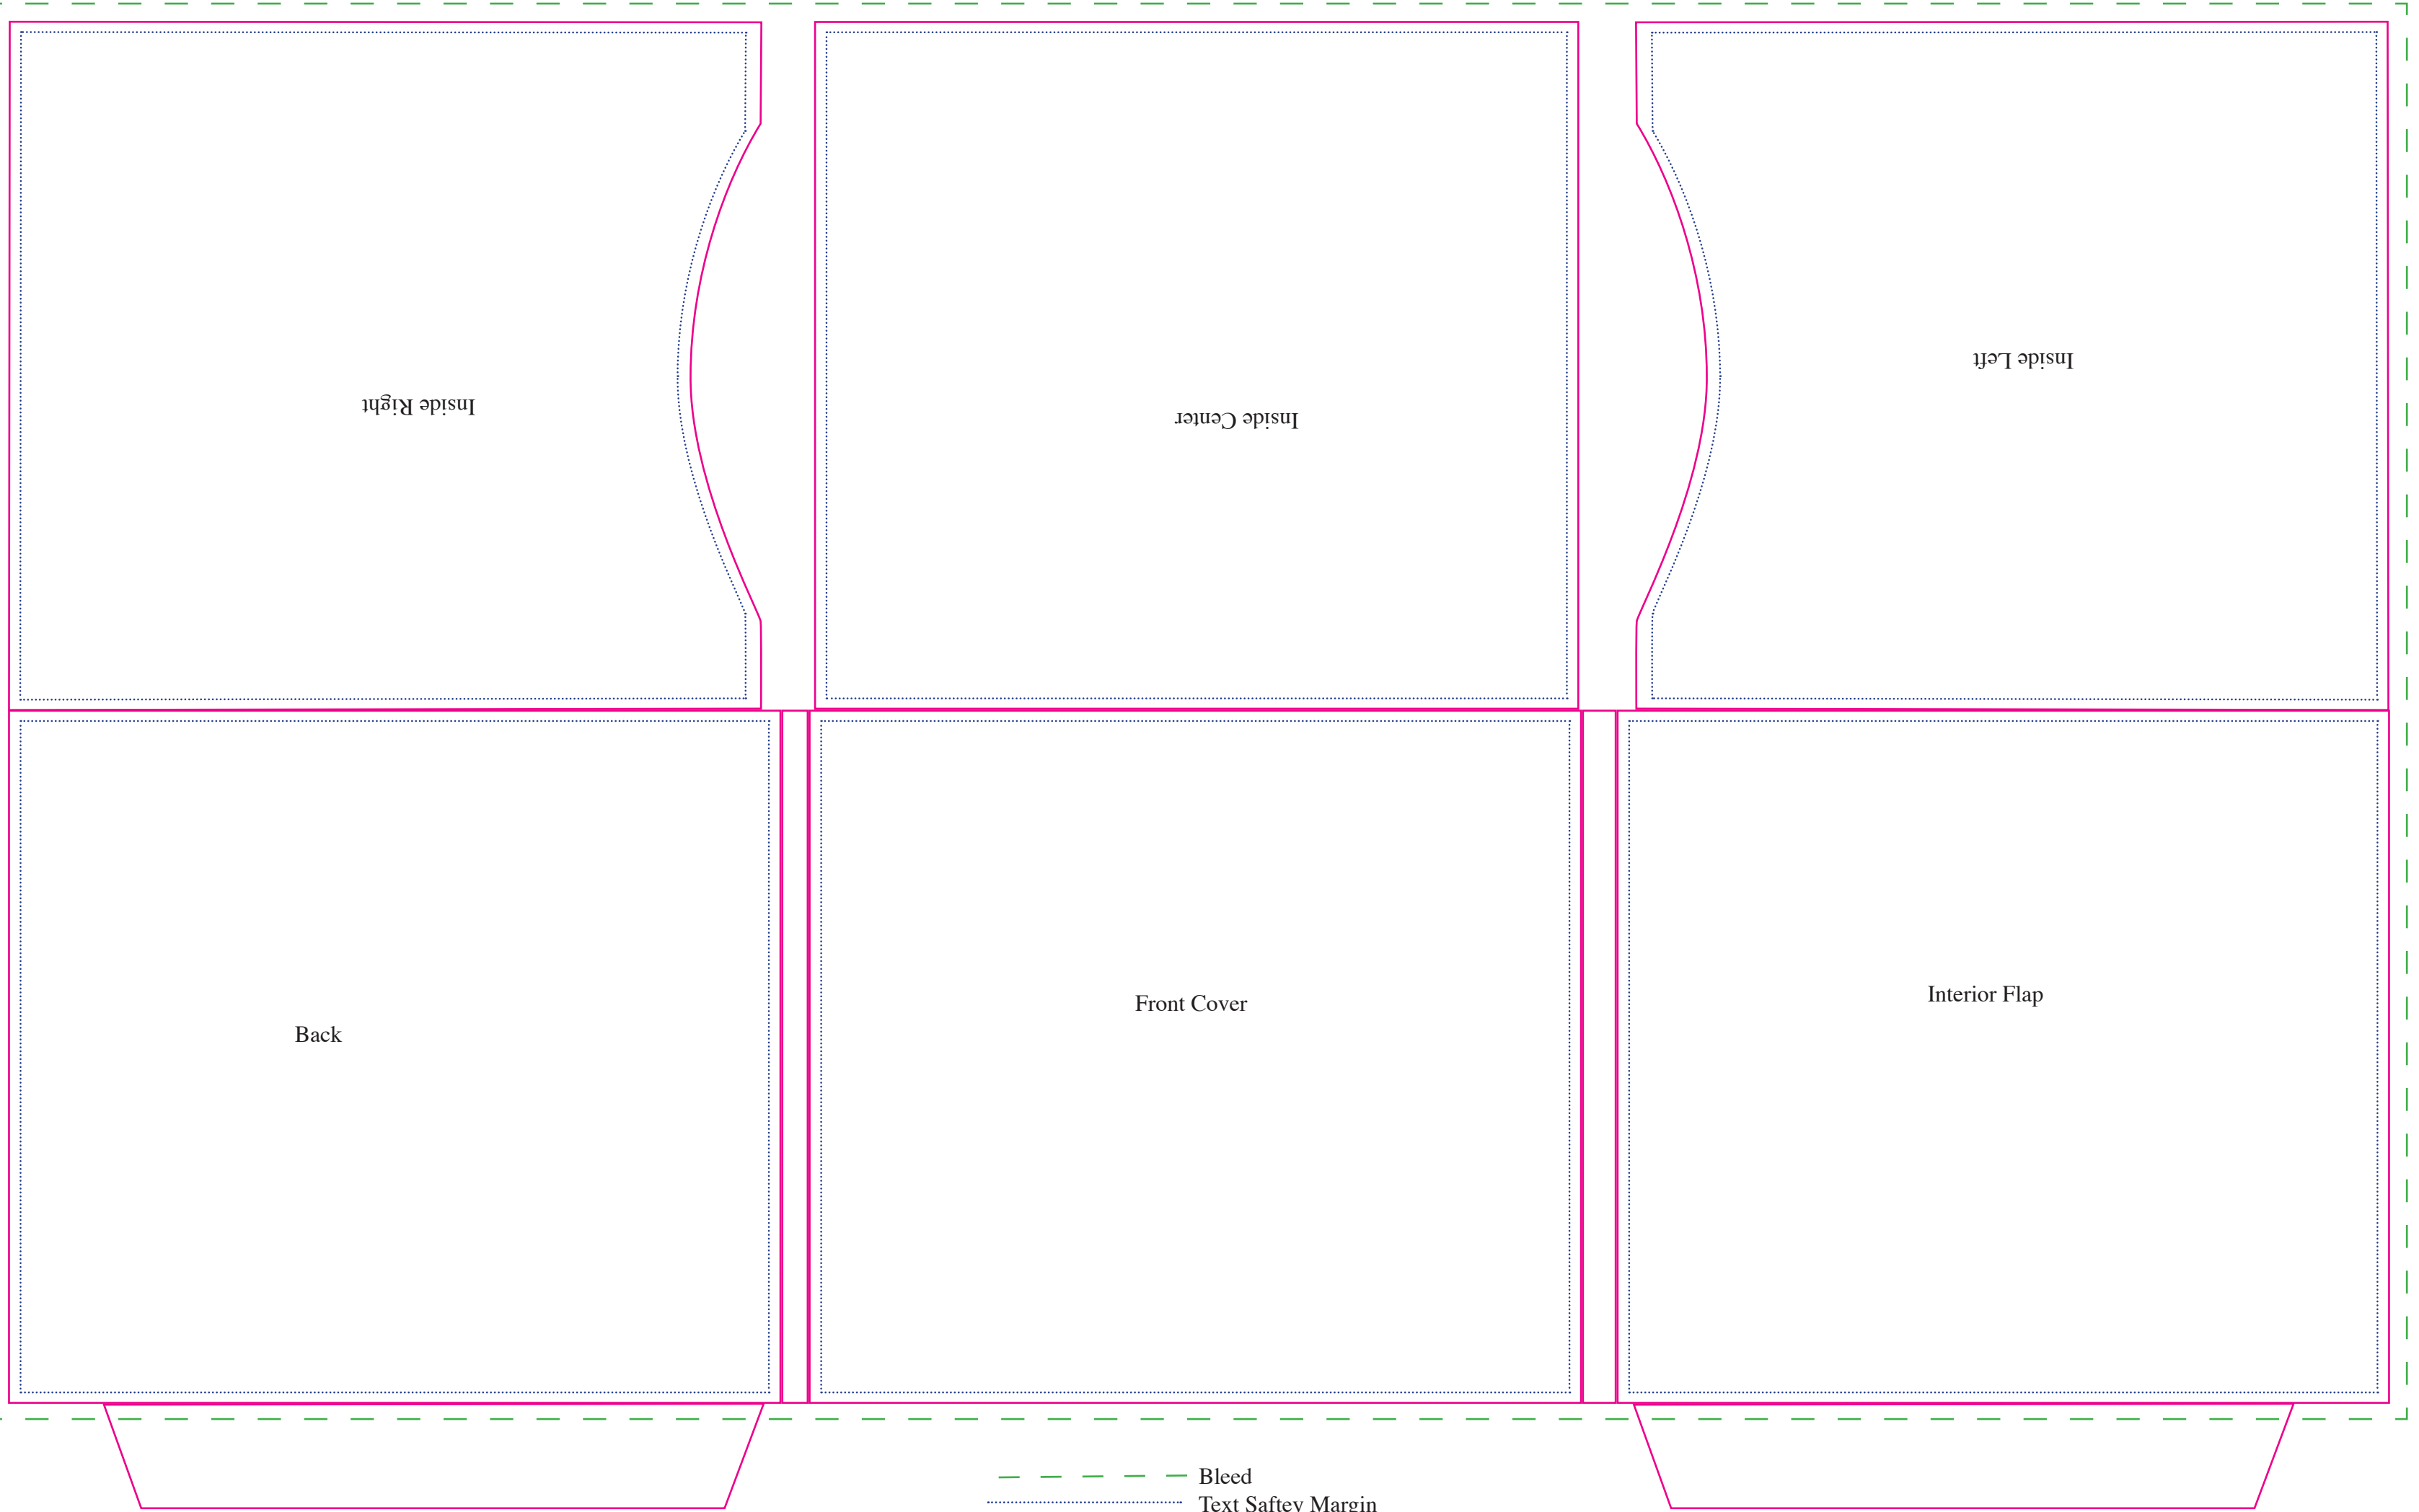 Inside Right
Inside Center
Inside Left
Back
Front Cover
Interior Flap
Bleed
Text Saftey Margin